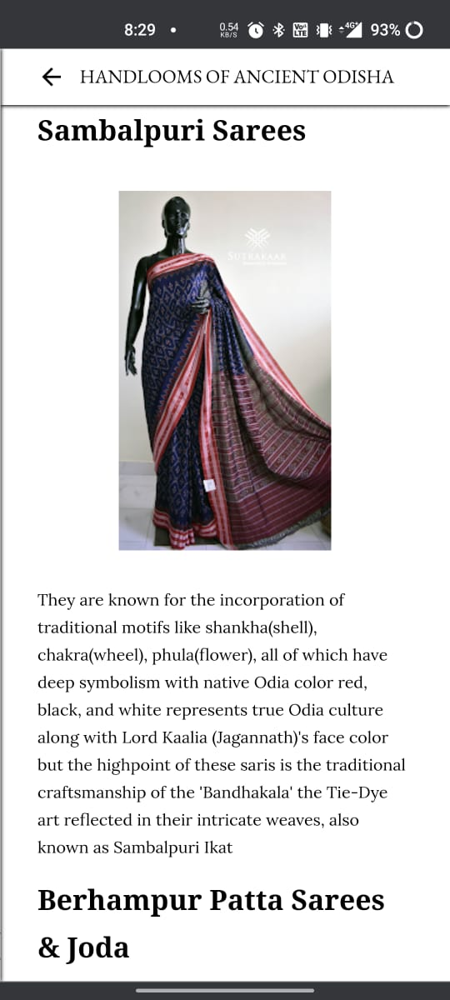 8:29
0.54
KB/S
Vo))
LTE
4G+
93%
HANDLOOMS OF ANCIENT ODISHA
Sambalpuri Sarees
SUTRAKAAR
They are known for the incorporation of
traditional motifs like shankha(shell),
chakra(wheel), phula(flower), all of which have
deep symbolism with native Odia color red,
black, and white represents true Odia culture
along with Lord Kaalia (Jagannath)'s face color
but the highpoint of these saris is the traditional
craftsmanship of the 'Bandhakala' the Tie-Dye
art reflected in their intricate weaves, also
known as Sambalpuri Ikat
Berhampur Patta Sarees
& Joda